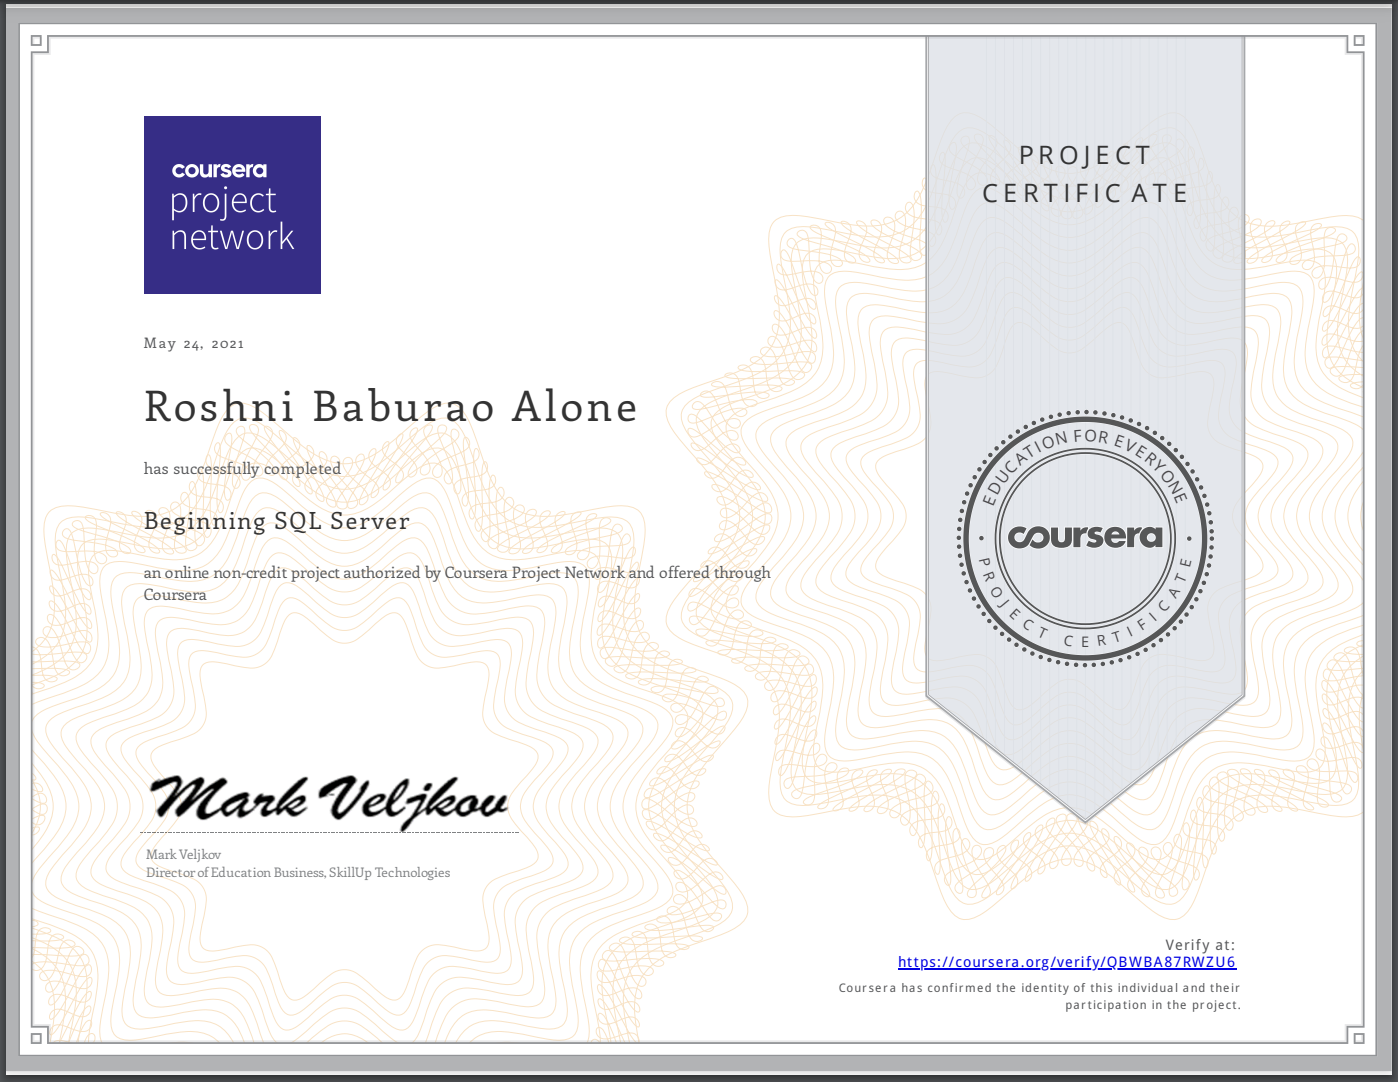 coursera
project
network
May 24, 2021
Roshni Baburao Alone
has successfully completed
Beginning SQL Server
an online non-credit project authorized by Coursera Project Network and offered through
Coursera
Mark Veljkov
Mark Veljkov
Director of Education Business, SkillUp Technologies
PROJECT
CERTIFICATE
EDUCATION FOR EVERYONE
coursera
PROJECT CERTIFICATE
Verify at:
https://coursera.org/verify/QBWBA87RWZU6
Coursera has confirmed the identity of this individual and their
participation in the project.